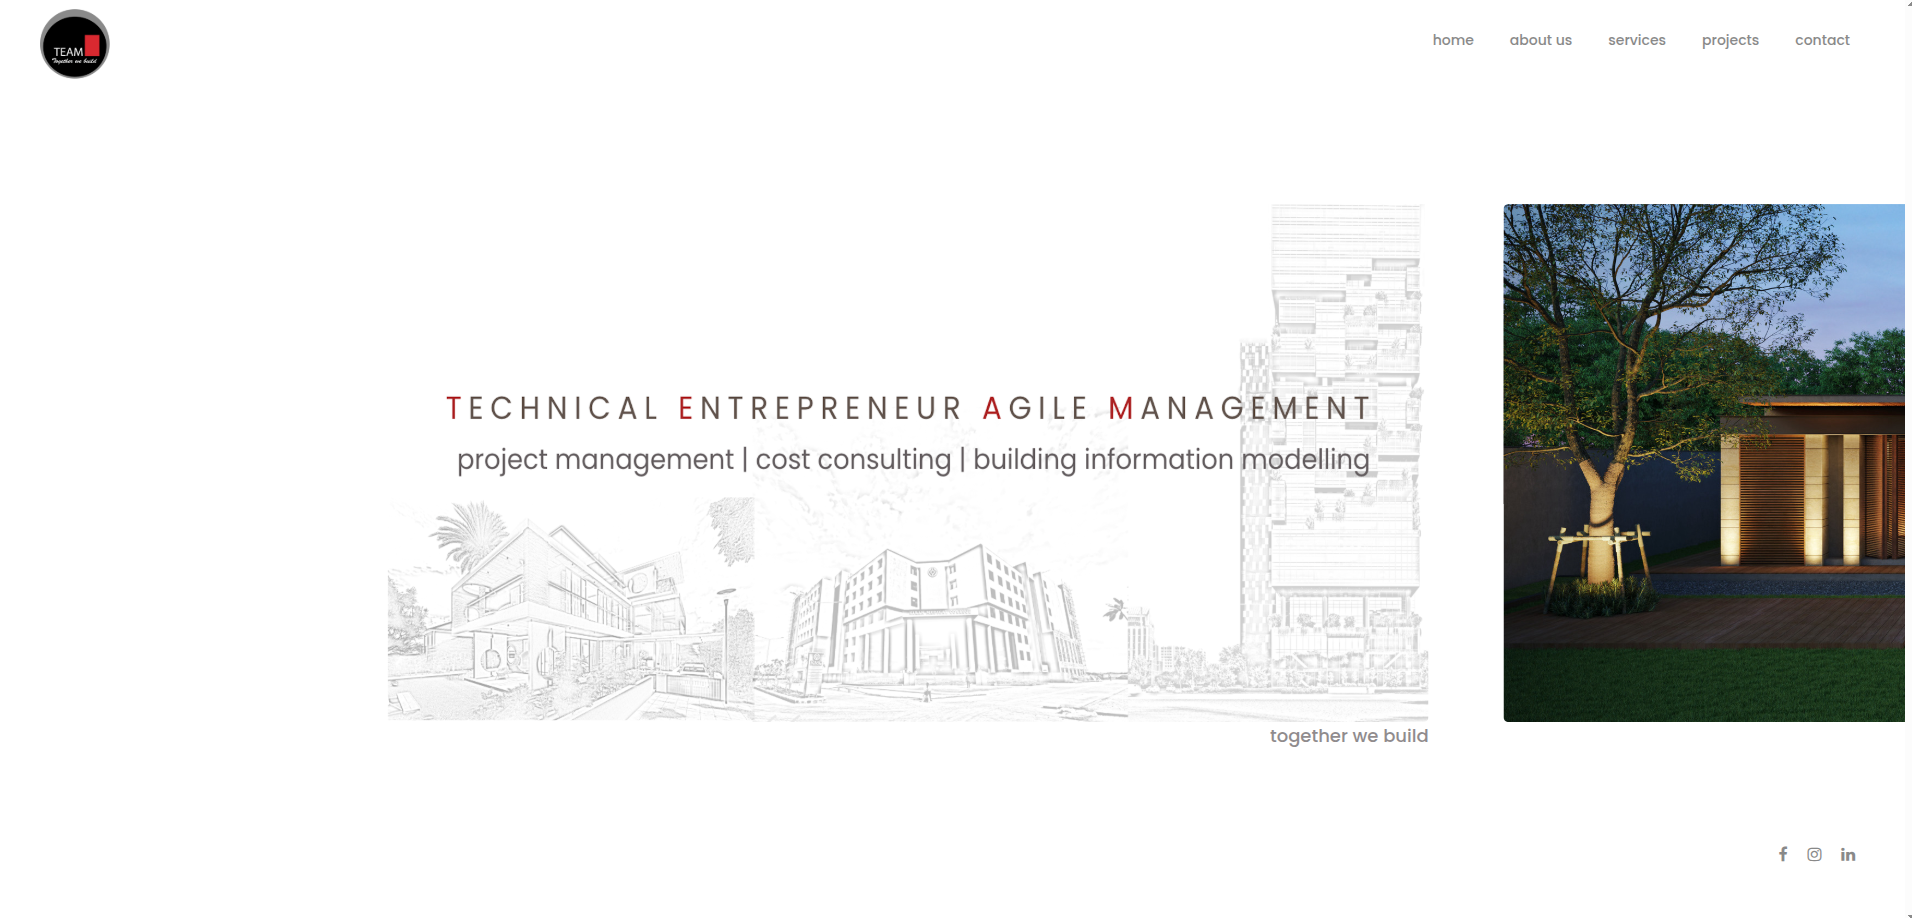 TEAM
Together we build
home
about us
services
projects
contact
TECHNICAL ENTREPRENEUR AGILE MANAGEMENT
project management | cost consulting | building information modelling
together we build